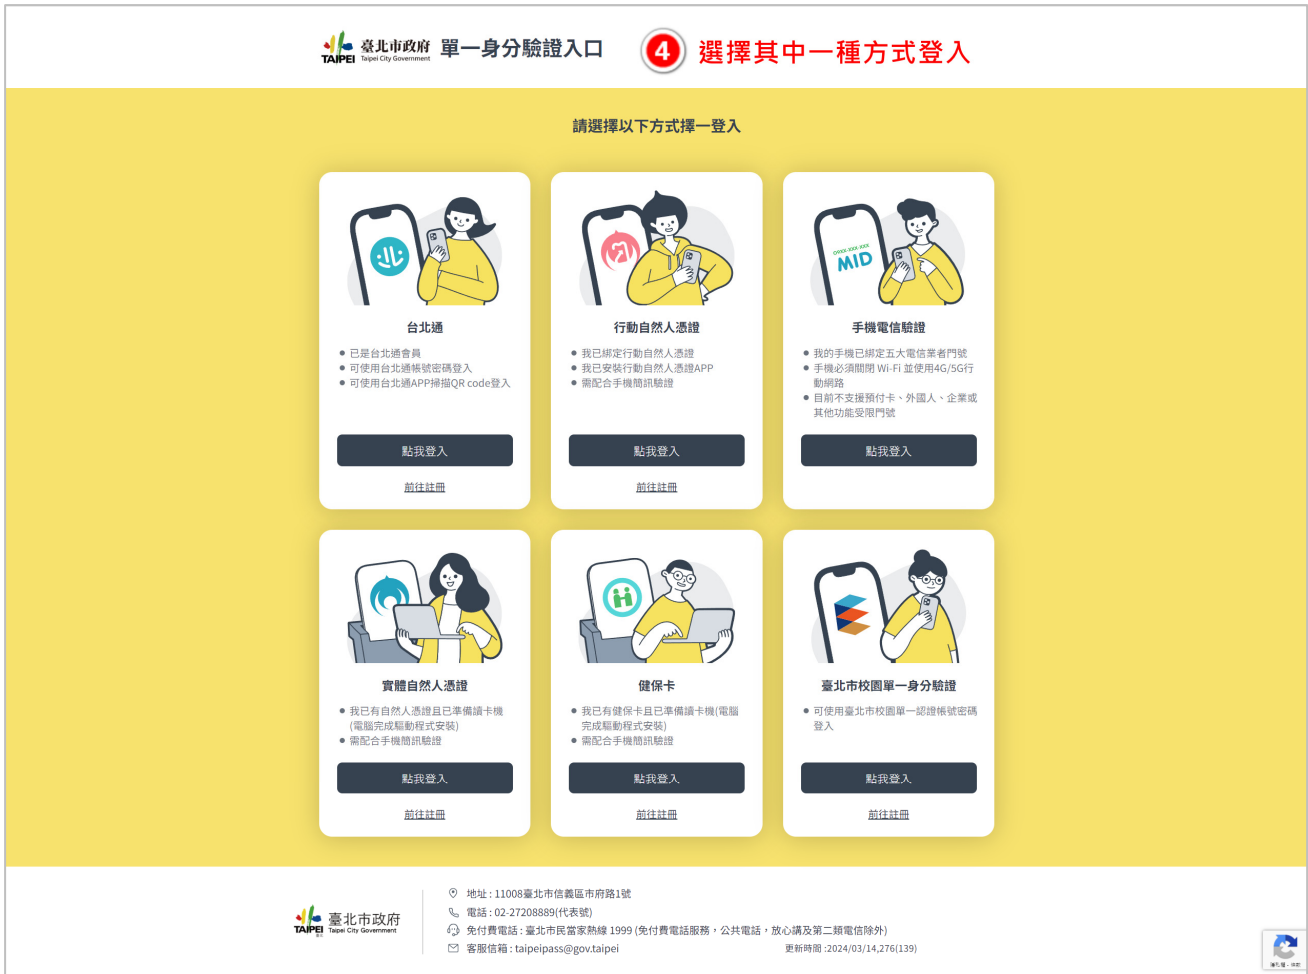 TAIPEI 臺北市政府 Taipei City Government 單一身分驗證入口 4 選擇其中一種方式登入
請選擇以下方式擇一登入
北
台北通
已是台北通會員
可使用台北通帳號密碼登入
可使用台北通APP掃描QR code登入
點我登入
前往註冊
行動自然人憑證
我已綁定行動自然人憑證
我已安裝行動自然人憑證APP
需配合手機簡訊驗證
點我登入
前往註冊
09XX-XXX-XXX
MID
手機電信驗證
我的手機已綁定五大電信業者門號
手機必須關閉 Wi-Fi 並使用4G/5G行
動網路
目前不支援預付卡、外國人、企業或
其他功能受限門號
點我登入
實體自然人憑證
我已有自然人憑證且已準備讀卡機
(電腦完成驅動程式安裝)
需配合手機簡訊驗證
點我登入
前往註冊
健保卡
我已有健保卡且已準備讀卡機(電腦
完成驅動程式安裝)
需配合手機簡訊驗證
點我登入
前往註冊
臺北市校園單一身分驗證
可使用臺北市校園單一認證帳號密碼
登入
點我登入
前往註冊
TAIPEI 臺北市政府 Taipei City Government
地址 : 11008臺北市信義區市府路1號
電話 : 02-27208889(代表號)
免付費電話 : 臺北市民當家熱線 1999 (免付費電話服務，公共電話，放心講及第二類電信除外)
客服信箱 : taipeipass@gov.taipei
更新時間 :2024/03/14,276(139)